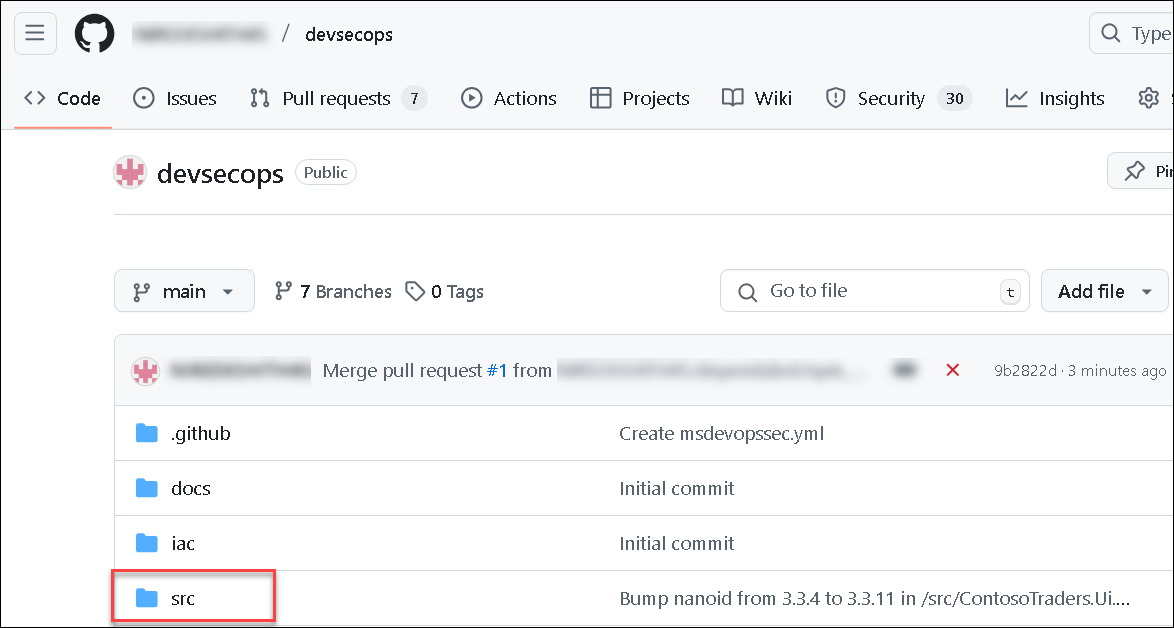 / devsecops
Type
Code Issues Pull requests 7 Actions Projects Wiki Security 30 Insights
devsecops Public
Pi
main 7 Branches 0 Tags Go to file t Add file
Merge pull request #1 from 9b2822d · 3 minutes ago
.github Create msdevopssec.yml
docs Initial commit
iac Initial commit
src Bump nanoid from 3.3.4 to 3.3.11 in /src/ContosoTraders.Ui....